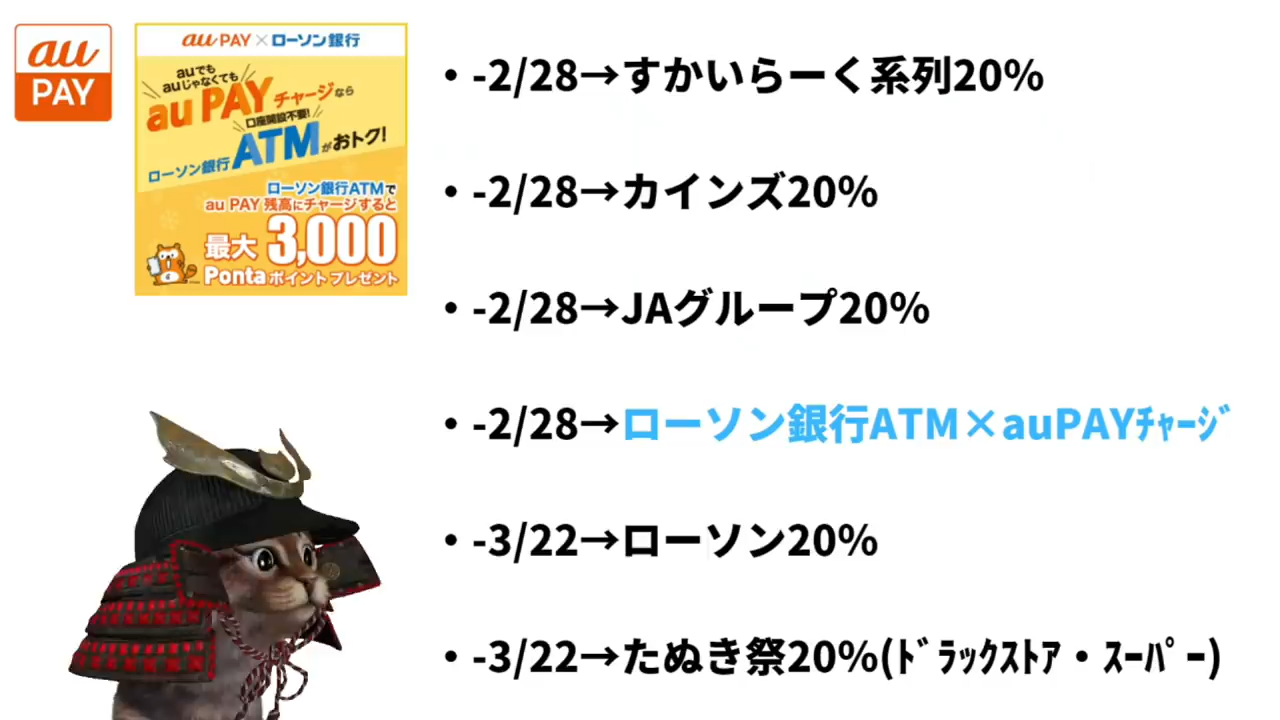 au
PAY
au PAY×ローソン銀行
auでも
auじゃなくても
au PAY チャージなら
口座開設不要!
ローソン銀行ATMがおトク!
ローソン銀行ATMで
au PAY 残高にチャージすると
最大3,000
Pontaポイントプレゼント
・-2/28→すかいらーく系列20%
・-2/28→カインズ20%
・-2/28→JAグループ20%
・-2/28→ローソン銀行ATM×auPAYﾁｬｰｼﾞ
・-3/22→ローソン20%
・-3/22→たぬき祭20%(ﾄﾞﾗｯｸｽﾄｱ・ｽｰﾊﾟｰ)